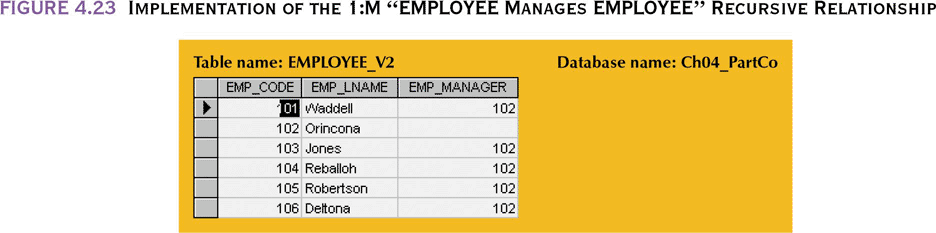 FIGURE 4.23 IMPLEMENTATION OF THE 1:M “EMPLOYEE MANAGES EMPLOYEE” RECURSIVE RELATIONSHIP
Table name: EMPLOYEE_V2 Database name: Ch04_PartCo
EMP_CODE EMP_LNAME EMP_MANAGER
101 Waddell 102
102 Orincona
103 Jones 102
104 Reballoh 102
105 Robertson 102
106 Deltona 102